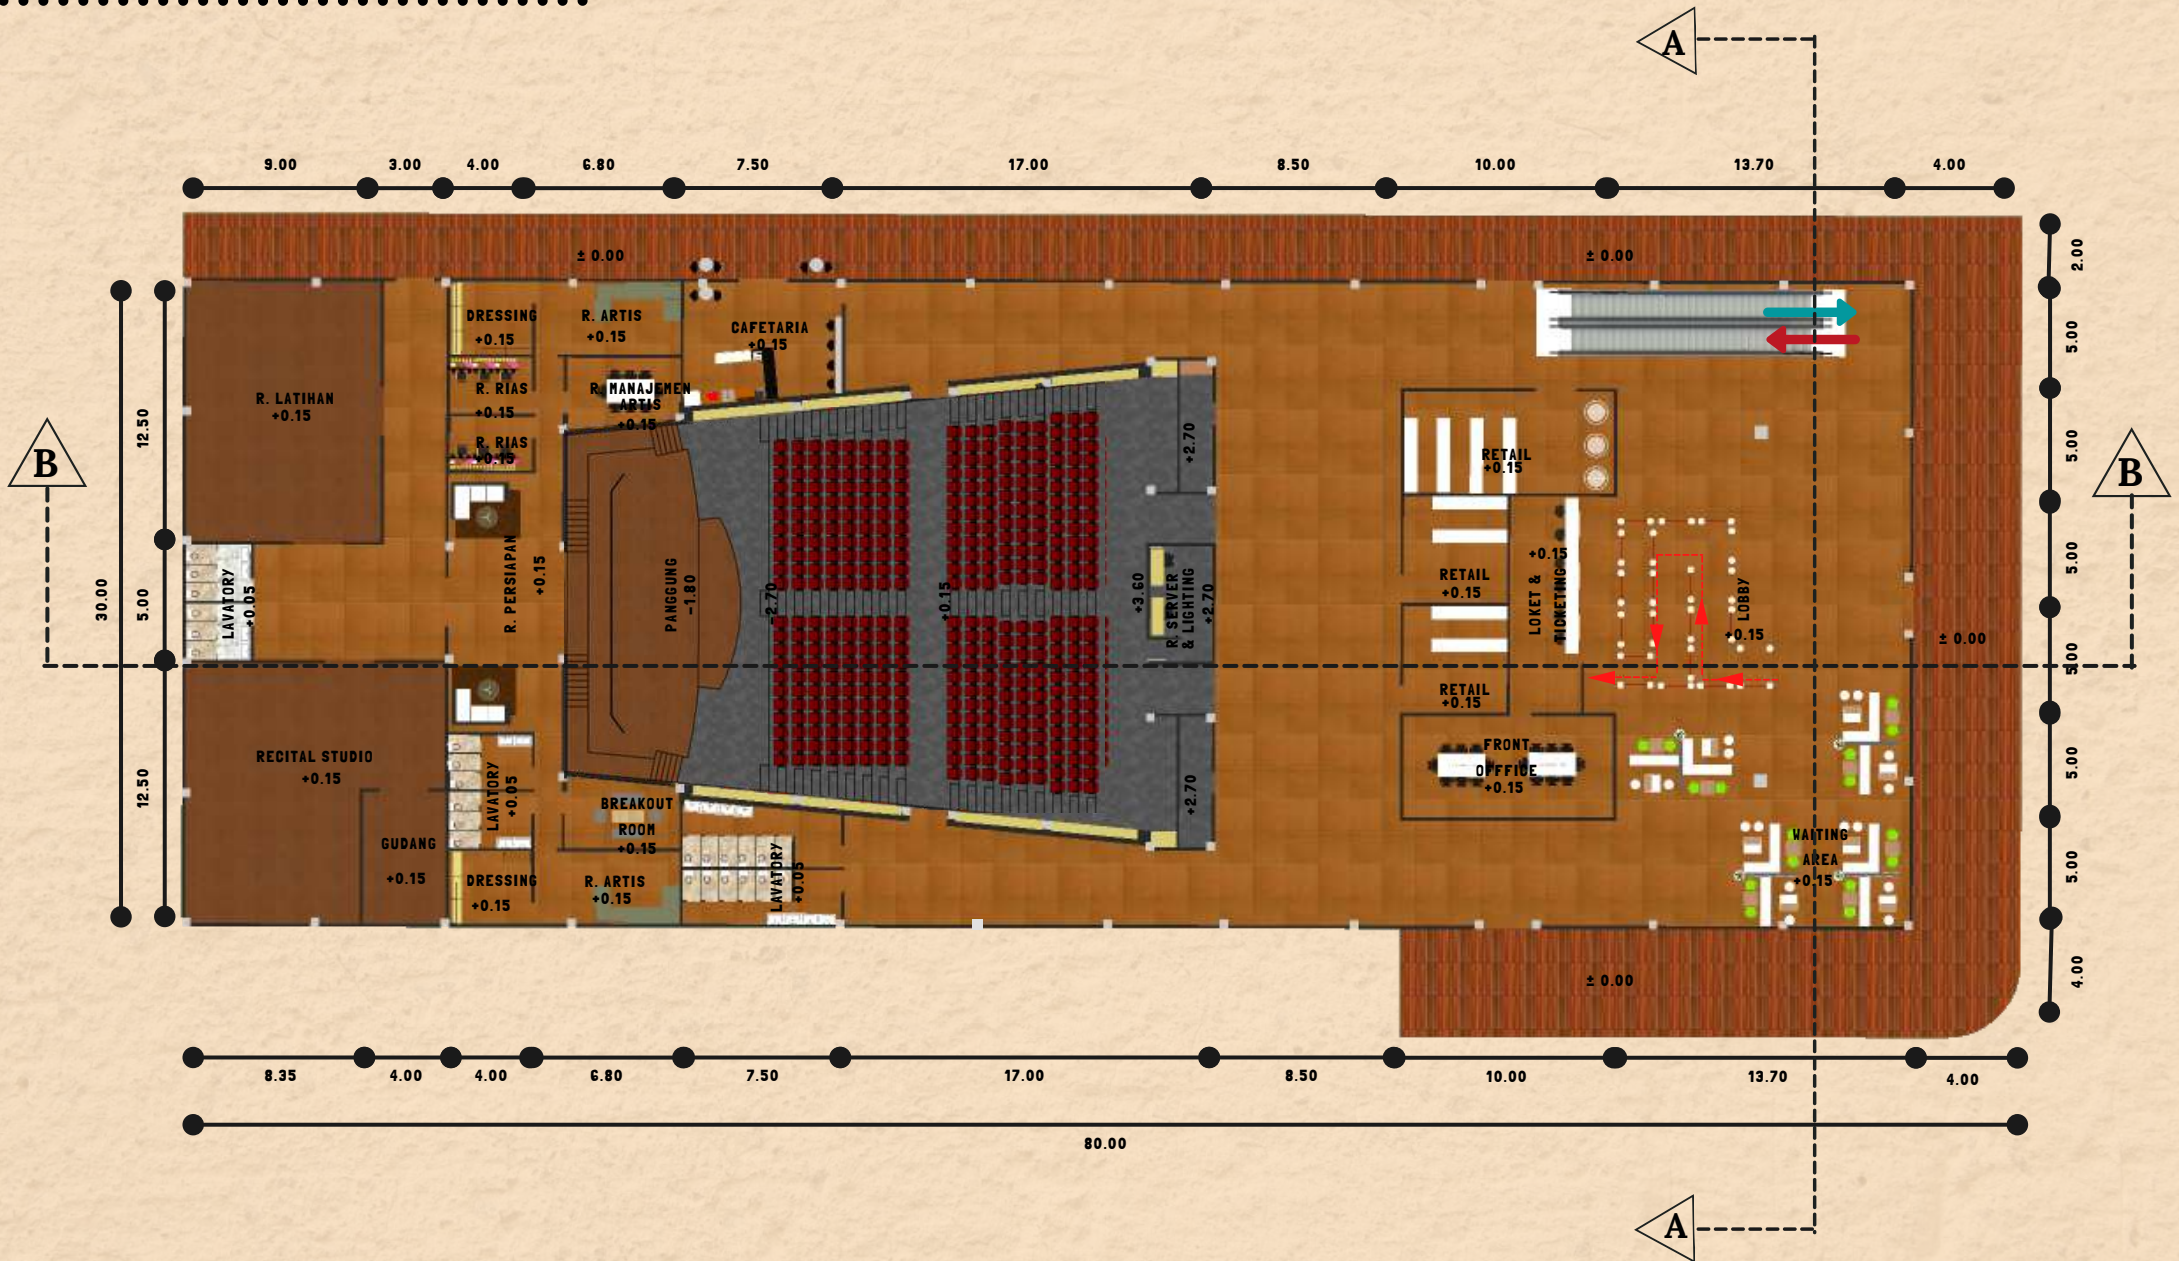 A
9.00 3.00 4.00 6.80 7.50 17.00 8.50 10.00 13.70 4.00
± 0.00
± 0.00
2.00
DRESSING
+0.15
R. ARTIS
+0.15
CAFETARIA
+0.15
5.00
R. LATIHAN
+0.15
R. RIAS
+0.15
R. MANAJEMEN
ARTIS
+0.15
12.50
R. RIAS
+0.15
+2.70
RETAIL
+0.15
5.00
B
B
30.00
5.00
LAVATORY
+0.05
R. PERSIAPAN
+0.15
PANGGUNG
-1.80
-2.70
+0.15
+3.60
R. SERVER
& LIGHTING
+2.70
RETAIL
+0.15
LOKET &
TICKETING
+0.15
LOBBY
+0.15
± 0.00
5.00
5.00
RETAIL
+0.15
RECITAL STUDIO
+0.15
LAVATORY
+0.05
12.50
BREAKOUT
ROOM
+0.15
+2.70
FRONT
OFFFICE
+0.15
5.00
GUDANG
+0.15
DRESSING
+0.15
R. ARTIS
+0.15
LAVATORY
+0.05
WAITING
AREA
+0.15
5.00
± 0.00
4.00
8.35 4.00 4.00 6.80 7.50 17.00 8.50 10.00 13.70 4.00
80.00
A